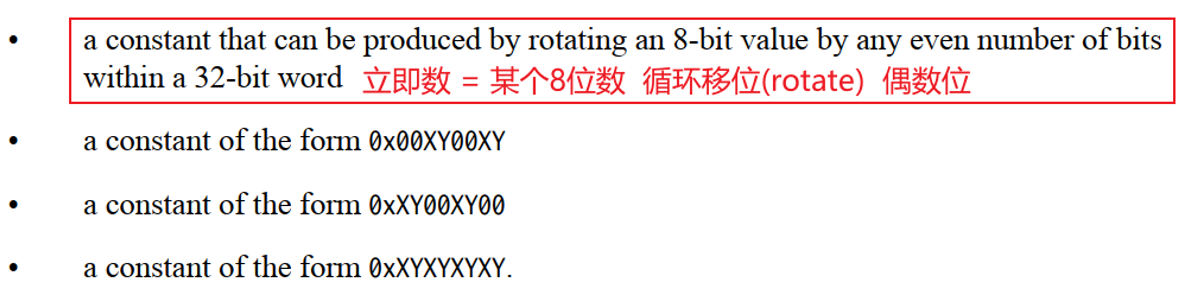 • a constant that can be produced by rotating an 8-bit value by any even number of bits
within a 32-bit word 立即数 = 某个8位数 循环移位(rotate) 偶数位
• a constant of the form 0x00XY00XY
• a constant of the form 0xXY00XY00
• a constant of the form 0xXYXYXYXY.